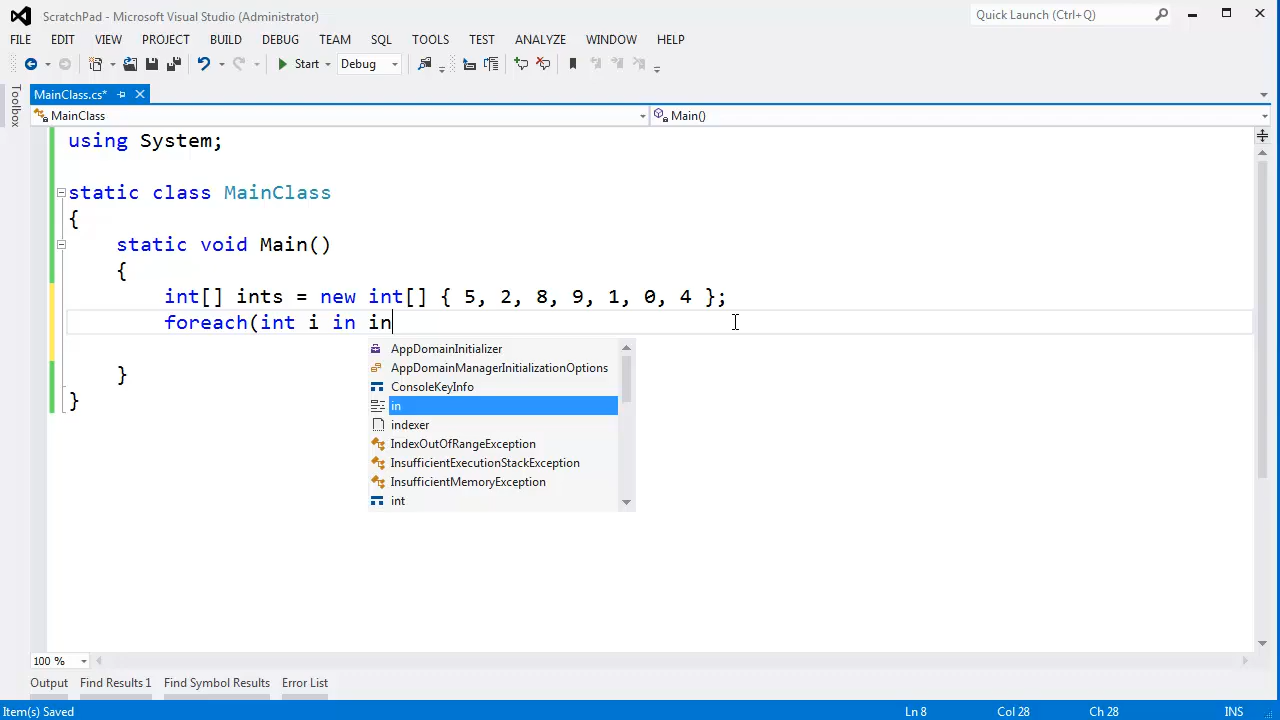 ScratchPad - Microsoft Visual Studio (Administrator)
Quick Launch (Ctrl+Q)
FILE EDIT VIEW PROJECT BUILD DEBUG TEAM SQL TOOLS TEST ANALYZE WINDOW HELP
Start Debug
Toolbox
MainClass.cs*
MainClass
Main()
using System;
static class MainClass
{
static void Main()
{
int[] ints = new int[] { 5, 2, 8, 9, 1, 0, 4 };
foreach(int i in in
AppDomainInitializer
AppDomainManagerInitializationOptions
ConsoleKeyInfo
in
indexer
IndexOutOfRangeException
InsufficientExecutionStackException
InsufficientMemoryException
int
}
}
100 %
Output Find Results 1 Find Symbol Results Error List
Item(s) Saved Ln 8 Col 28 Ch 28 INS